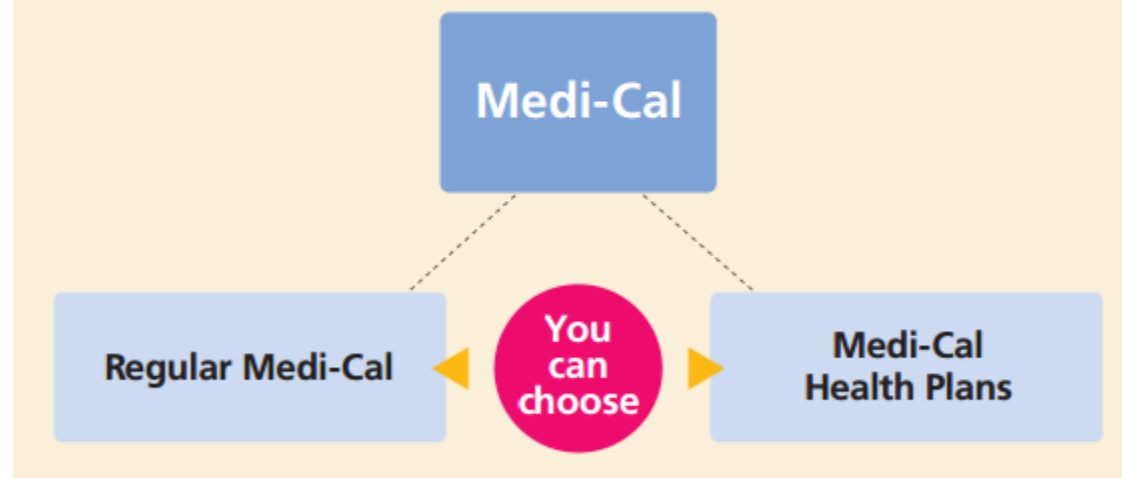 Medi-Cal
Regular Medi-Cal
You
can
choose
Medi-Cal
Health Plans